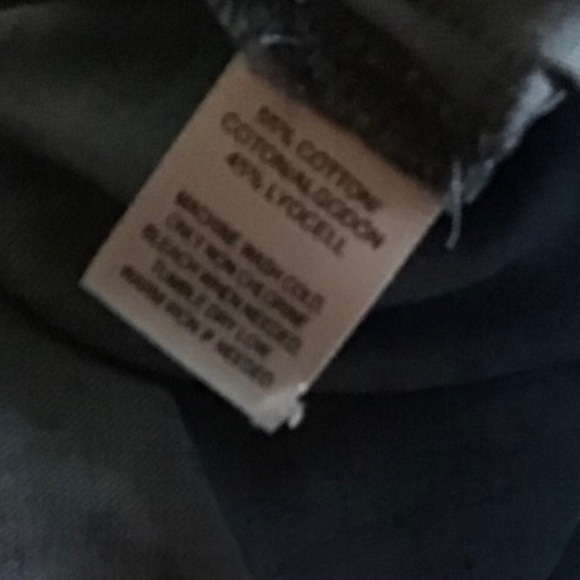 55% COTTON/
COTON/ALGODÓN
45% LYOCELL
MACHINE WASH COLD.
ONLY NON CHLORINE
BLEACH WHEN NEEDED.
TUMBLE DRY LOW.
WARM IRON IF NEEDED.